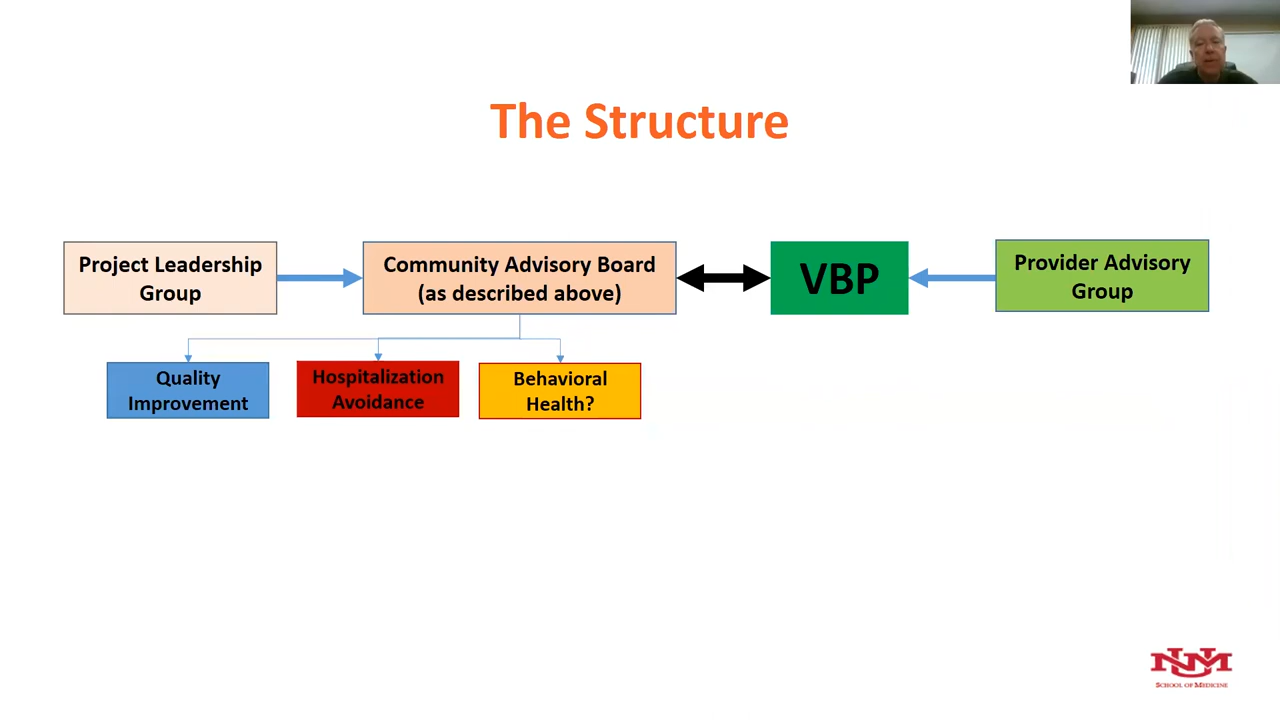 The Structure
Project Leadership
Group
Community Advisory Board
(as described above)
VBP
Provider Advisory
Group
Quality
Improvement
Hospitalization
Avoidance
Behavioral
Health?
UNM
SCHOOL OF MEDICINE